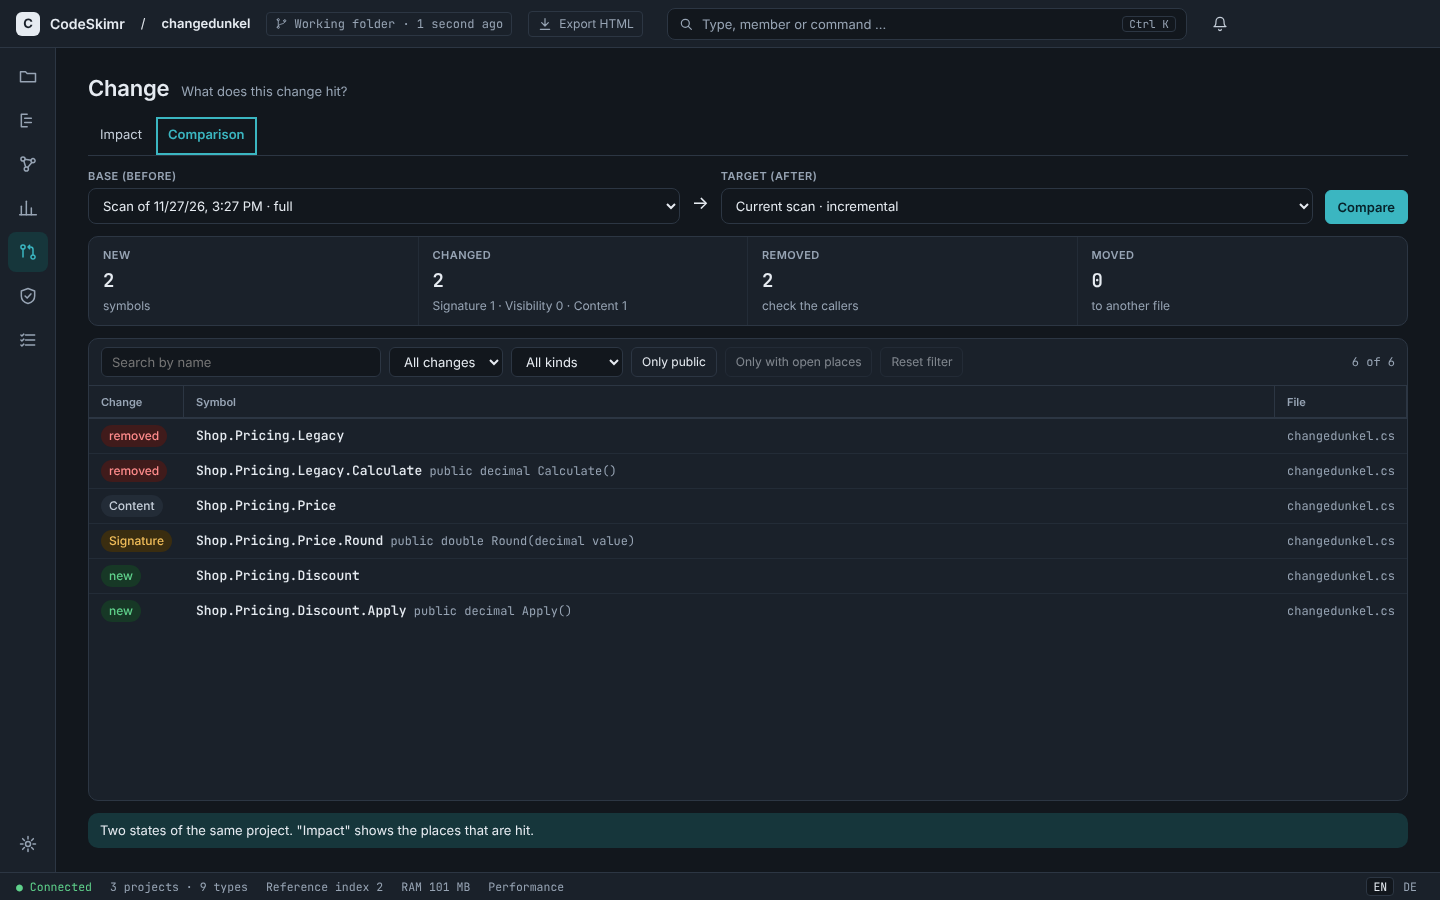 C CodeSkimr / changedunkel Working folder · 1 second ago Export HTML Type, member or command ... Ctrl K
Change What does this change hit?
Impact Comparison
BASE (BEFORE) TARGET (AFTER)
Scan of 11/27/26, 3:27 PM · full → Current scan · incremental Compare
NEW CHANGED REMOVED MOVED
2 2 2 0
symbols Signature 1 · Visibility 0 · Content 1 check the callers to another file
Search by name All changes All kinds Only public Only with open places Reset filter 6 of 6
Change Symbol File
removed Shop.Pricing.Legacy changedunkel.cs
removed Shop.Pricing.Legacy.Calculate public decimal Calculate() changedunkel.cs
Content Shop.Pricing.Price changedunkel.cs
Signature Shop.Pricing.Price.Round public double Round(decimal value) changedunkel.cs
new Shop.Pricing.Discount changedunkel.cs
new Shop.Pricing.Discount.Apply public decimal Apply() changedunkel.cs
Two states of the same project. "Impact" shows the places that are hit.
● Connected 3 projects · 9 types Reference index 2 RAM 101 MB Performance EN DE